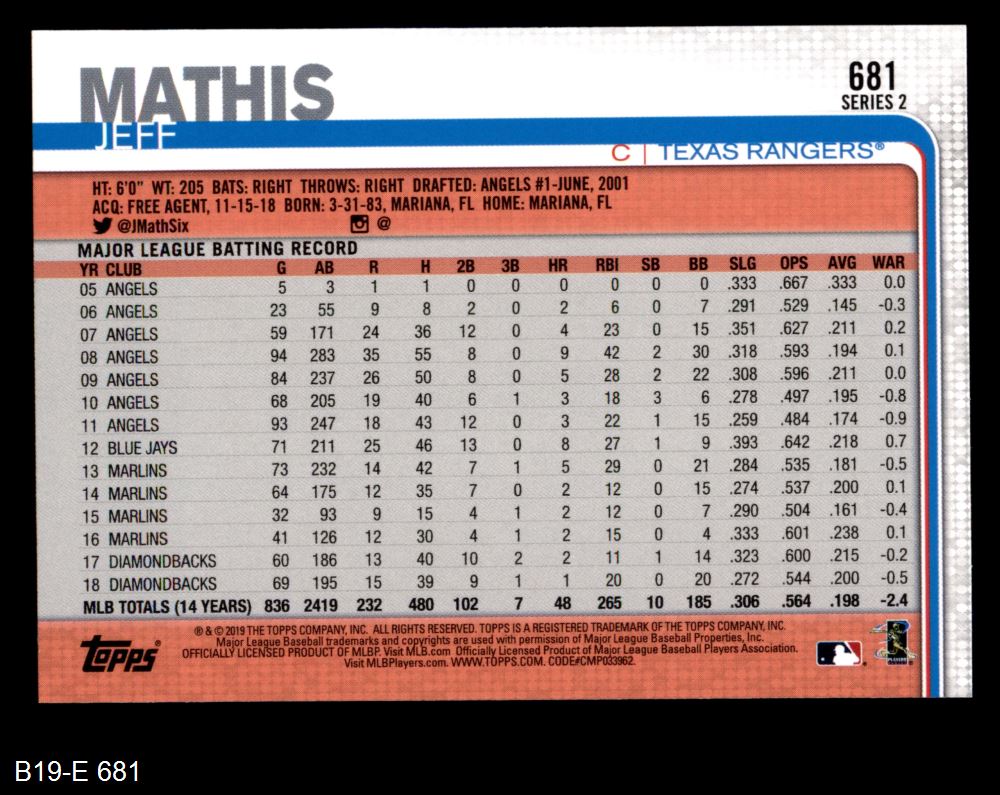 MATHIS
JEFF
681
SERIES 2
C | TEXAS RANGERS®
HT: 6'0" WT: 205 BATS: RIGHT THROWS: RIGHT DRAFTED: ANGELS #1-JUNE, 2001
ACQ: FREE AGENT, 11-15-18 BORN: 3-31-83, MARIANA, FL HOME: MARIANA, FL
@JMathSix @
MAJOR LEAGUE BATTING RECORD
YR CLUB G AB R H 2B 3B HR RBI SB BB SLG OPS AVG WAR
05 ANGELS 5 3 1 1 0 0 0 0 0 0 .333 .667 .333 0.0
06 ANGELS 23 55 9 8 2 0 2 6 0 7 .291 .529 .145 -0.3
07 ANGELS 59 171 24 36 12 0 4 23 0 15 .351 .627 .211 0.2
08 ANGELS 94 283 35 55 8 0 9 42 2 30 .318 .593 .194 0.1
09 ANGELS 84 237 26 50 8 0 5 28 2 22 .308 .596 .211 0.0
10 ANGELS 68 205 19 40 6 1 3 18 3 6 .278 .497 .195 -0.8
11 ANGELS 93 247 18 43 12 0 3 22 1 15 .259 .484 .174 -0.9
12 BLUE JAYS 71 211 25 46 13 0 8 27 1 9 .393 .642 .218 0.7
13 MARLINS 73 232 14 42 7 1 5 29 0 21 .284 .535 .181 -0.5
14 MARLINS 64 175 12 35 7 0 2 12 0 15 .274 .537 .200 0.1
15 MARLINS 32 93 9 15 4 1 2 12 0 7 .290 .504 .161 -0.4
16 MARLINS 41 126 12 30 4 1 2 15 0 4 .333 .601 .238 0.1
17 DIAMONDBACKS 60 186 13 40 10 2 2 11 1 14 .323 .600 .215 -0.2
18 DIAMONDBACKS 69 195 15 39 9 1 1 20 0 20 .272 .544 .200 -0.5
MLB TOTALS (14 YEARS) 836 2419 232 480 102 7 48 265 10 185 .306 .564 .198 -2.4
Topps®
® & © 2019 THE TOPPS COMPANY, INC. ALL RIGHTS RESERVED. TOPPS IS A REGISTERED TRADEMARK OF THE TOPPS COMPANY, INC.
Major League Baseball trademarks and copyrights are used with permission of Major League Baseball Properties, Inc.
OFFICIALLY LICENSED PRODUCT OF MLBP. Visit MLB.com Officially Licensed Product of Major League Baseball Players Association.
Visit MLBPlayers.com. WWW.TOPPS.COM. CODE#CMP033962.
PLAYERS
B19-E 681